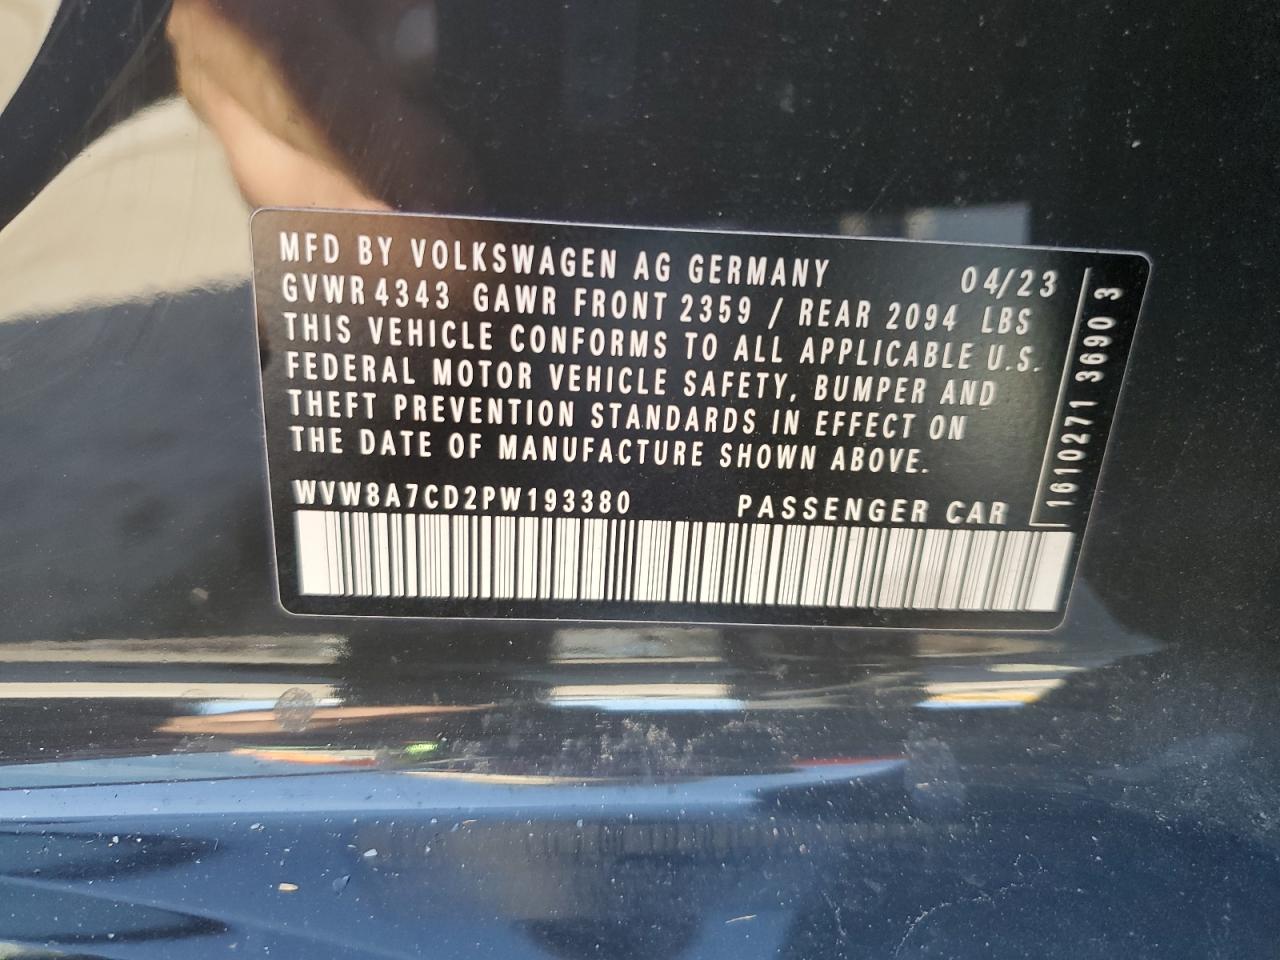 MFD BY VOLKSWAGEN AG GERMANY 04/23
GVWR 4343 GAWR FRONT 2359 / REAR 2094 LBS
THIS VEHICLE CONFORMS TO ALL APPLICABLE U.S.
FEDERAL MOTOR VEHICLE SAFETY, BUMPER AND
THEFT PREVENTION STANDARDS IN EFFECT ON
THE DATE OF MANUFACTURE SHOWN ABOVE.
WVW8A7CD2PW193380 PASSENGER CAR
1610271 3690 3